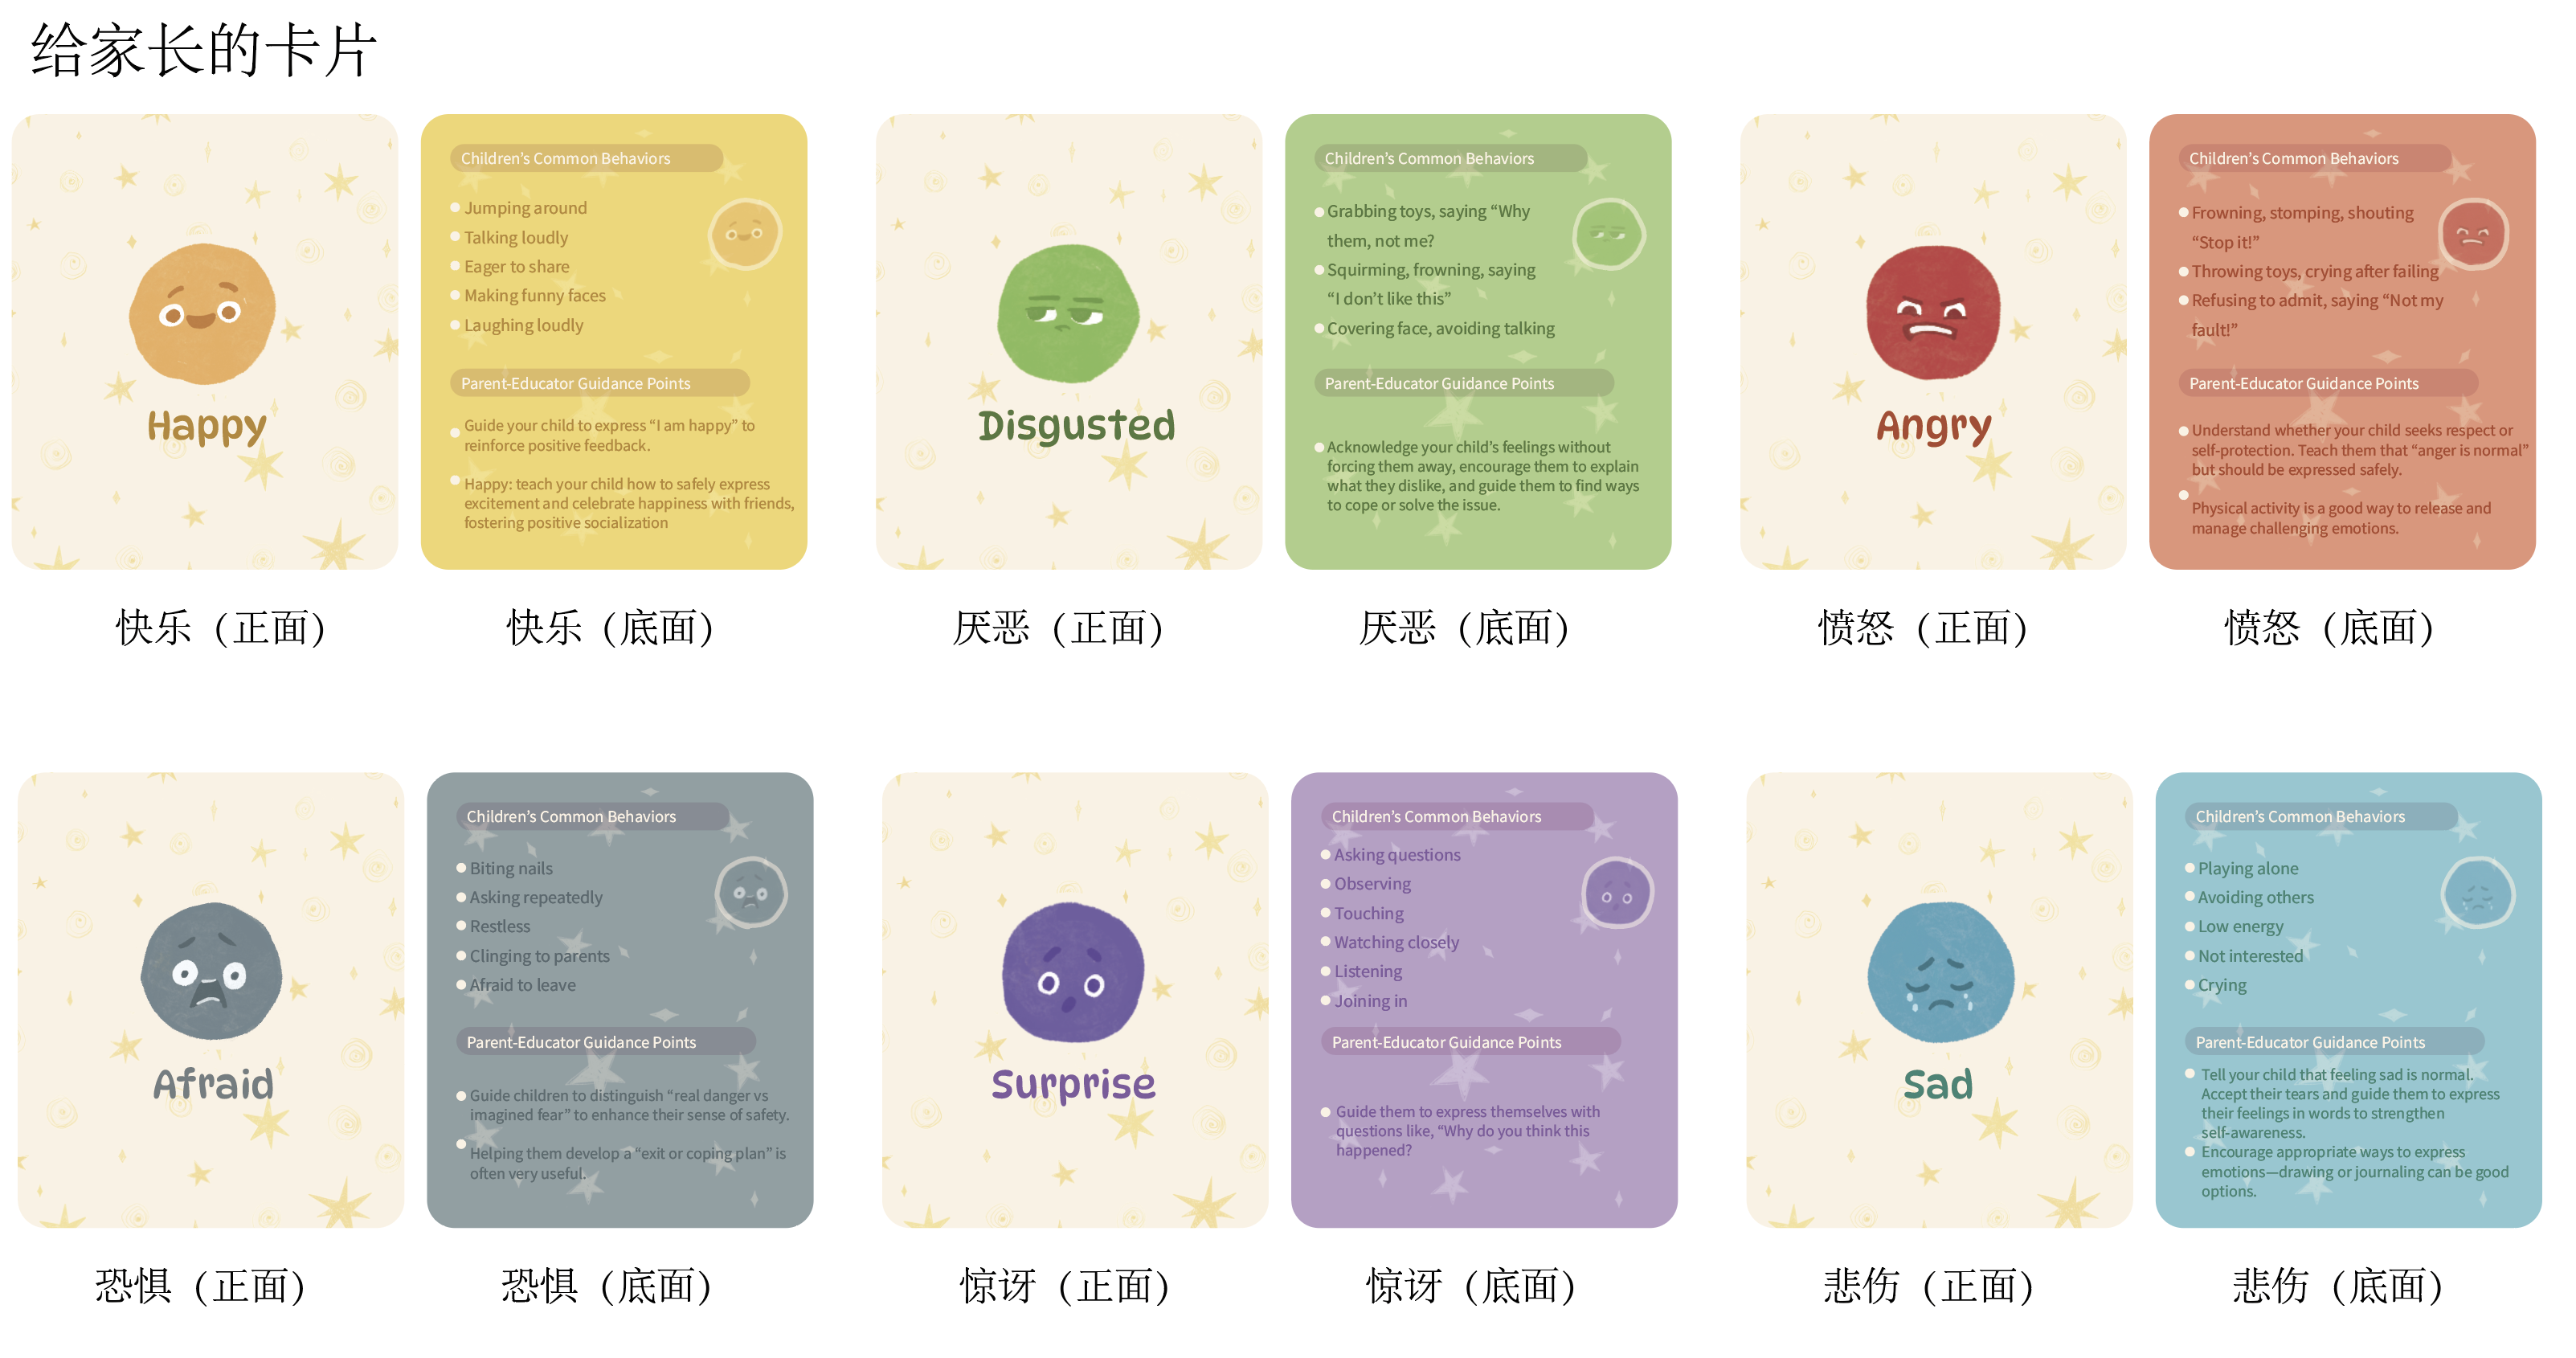 给家长的卡片
Happy
Children's Common Behaviors
Jumping around
Talking loudly
Eager to share
Making funny faces
Laughing loudly
Parent-Educator Guidance Points
Guide your child to express “I am happy” to
reinforce positive feedback.
Happy: teach your child how to safely express
excitement and celebrate happiness with friends,
fostering positive socialization
快乐（正面）
快乐（底面）
Disgusted
Children's Common Behaviors
Grabbing toys, saying “Why
them, not me?
Squirming, frowning, saying
“I don't like this”
Covering face, avoiding talking
Parent-Educator Guidance Points
Acknowledge your child's feelings without
forcing them away, encourage them to explain
what they dislike, and guide them to find ways
to cope or solve the issue.
厌恶（正面）
厌恶（底面）
Angry
Children's Common Behaviors
Frowning, stomping, shouting
“Stop it!”
Throwing toys, crying after failing
Refusing to admit, saying “Not my
fault!”
Parent-Educator Guidance Points
Understand whether your child seeks respect or
self-protection. Teach them that “anger is normal”
but should be expressed safely.
Physical activity is a good way to release and
manage challenging emotions.
愤怒（正面）
愤怒（底面）
Afraid
Children's Common Behaviors
Biting nails
Asking repeatedly
Restless
Clinging to parents
Afraid to leave
Parent-Educator Guidance Points
Guide children to distinguish “real danger vs
imagined fear” to enhance their sense of safety.
Helping them develop a “exit or coping plan” is
often very useful.
恐惧（正面）
恐惧（底面）
Surprise
Children's Common Behaviors
Asking questions
Observing
Touching
Watching closely
Listening
Joining in
Parent-Educator Guidance Points
Guide them to express themselves with
questions like, “Why do you think this
happened?
惊讶（正面）
惊讶（底面）
Sad
Children's Common Behaviors
Playing alone
Avoiding others
Low energy
Not interested
Crying
Parent-Educator Guidance Points
Tell your child that feeling sad is normal.
Accept their tears and guide them to express
their feelings in words to strengthen
self-awareness.
Encourage appropriate ways to express
emotions—drawing or journaling can be good
options.
悲伤（正面）
悲伤（底面）